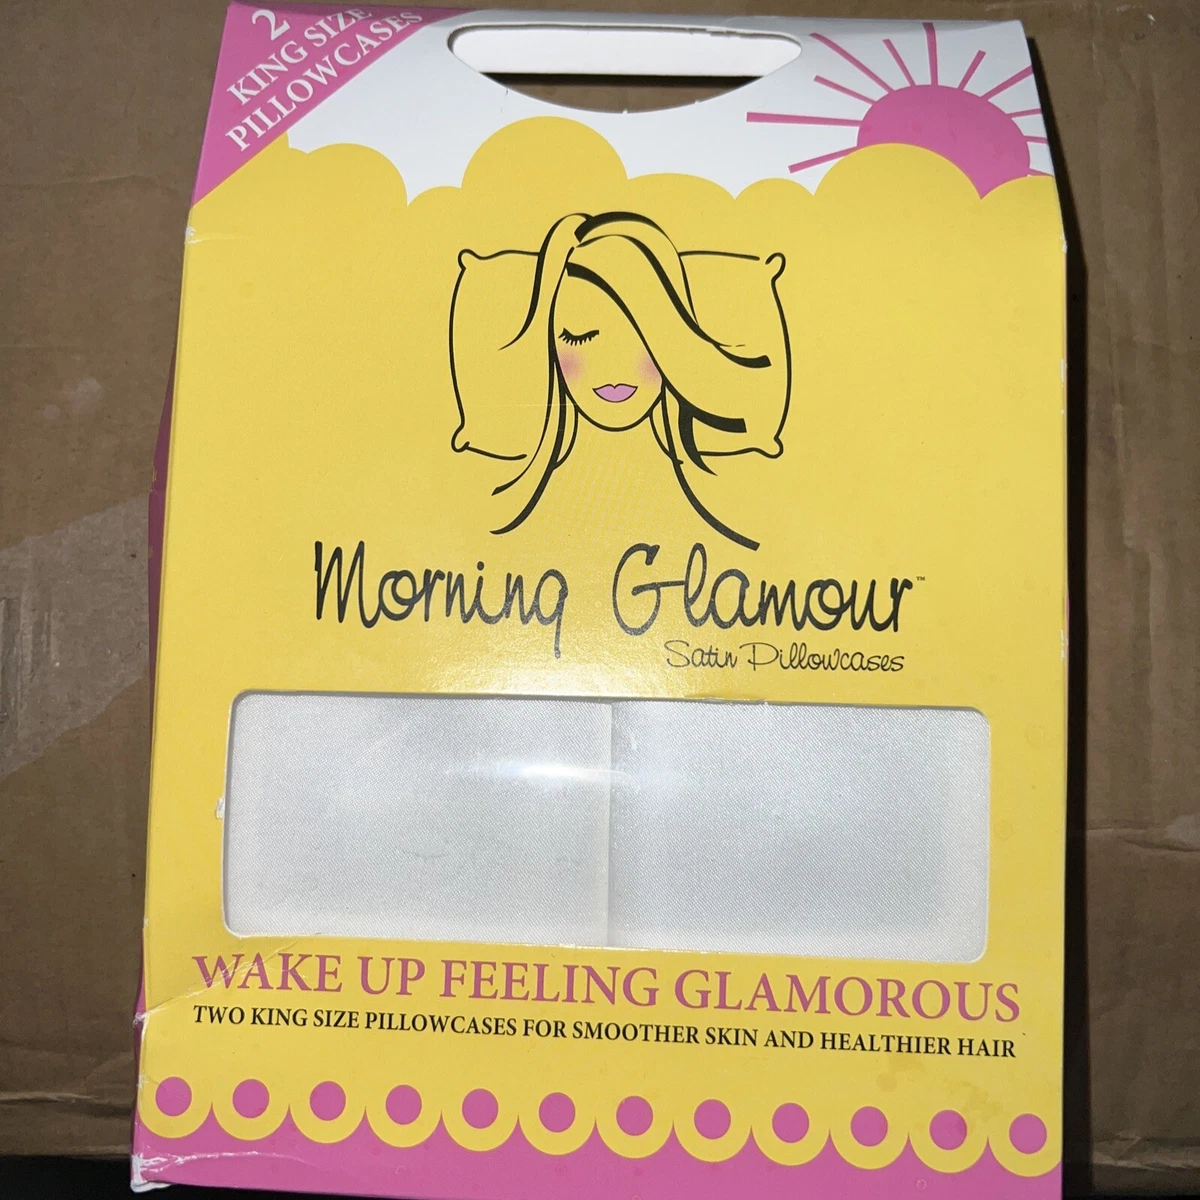 2
KING SIZE
PILLOWCASES
Morning Glamour™
Satin Pillowcases
WAKE UP FEELING GLAMOROUS
TWO KING SIZE PILLOWCASES FOR SMOOTHER SKIN AND HEALTHIER HAIR